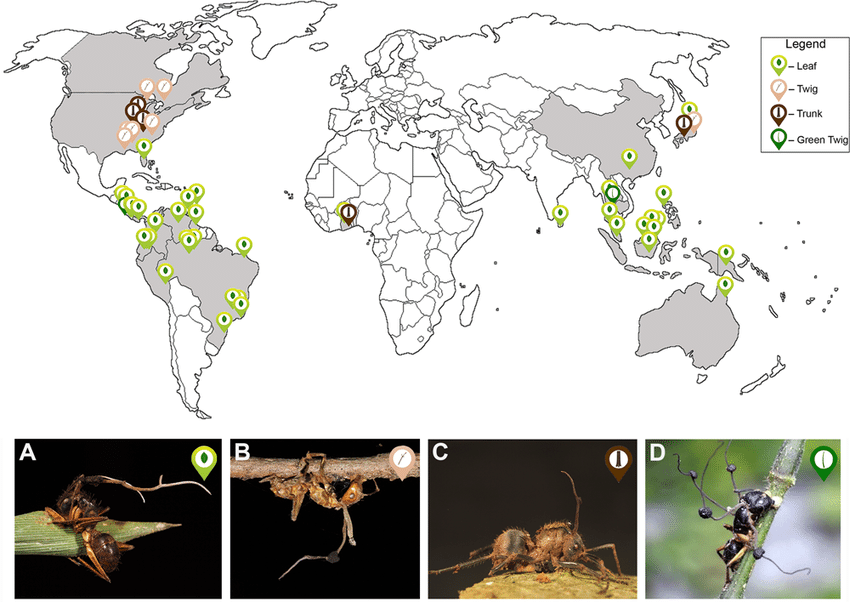 Legend
– Leaf
– Twig
– Trunk
– Green Twig
A
B
C
D